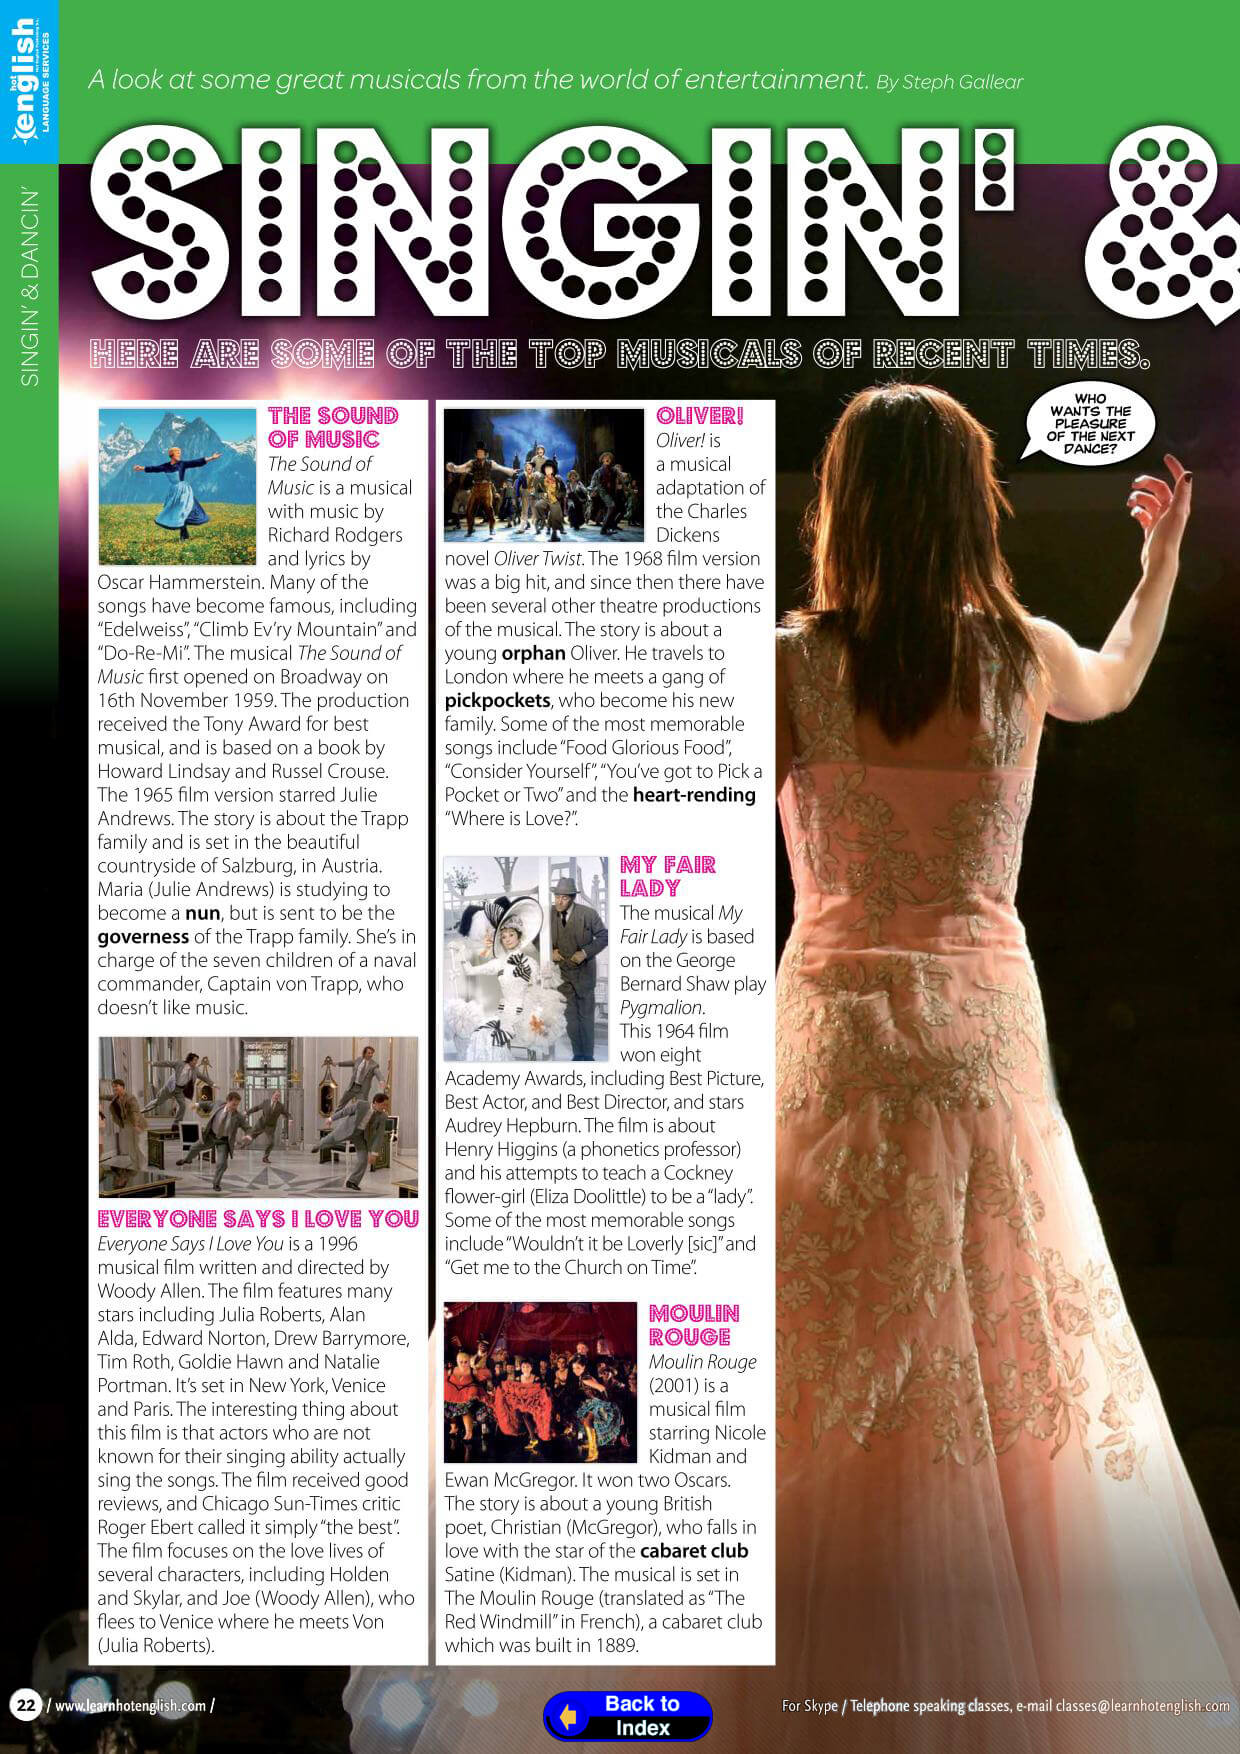 hot
english
LANGUAGE SERVICES
SINGIN' & DANCIN'
A look at some great musicals from the world of entertainment. By Steph Gallear
SINGIN' &
HERE ARE SOME OF THE TOP MUSICALS OF RECENT TIMES.
THE SOUND
OF MUSIC
The Sound of
Music is a musical
with music by
Richard Rodgers
and lyrics by
Oscar Hammerstein. Many of the
songs have become famous, including
“Edelweiss”, “Climb Ev’ry Mountain” and
“Do-Re-Mi”. The musical The Sound of
Music first opened on Broadway on
16th November 1959. The production
received the Tony Award for best
musical, and is based on a book by
Howard Lindsay and Russel Crouse.
The 1965 film version starred Julie
Andrews. The story is about the Trapp
family and is set in the beautiful
countryside of Salzburg, in Austria.
Maria (Julie Andrews) is studying to
become a nun, but is sent to be the
governess of the Trapp family. She’s in
charge of the seven children of a naval
commander, Captain von Trapp, who
doesn’t like music.
EVERYONE SAYS I LOVE YOU
Everyone Says I Love You is a 1996
musical film written and directed by
Woody Allen. The film features many
stars including Julia Roberts, Alan
Alda, Edward Norton, Drew Barrymore,
Tim Roth, Goldie Hawn and Natalie
Portman. It’s set in New York, Venice
and Paris. The interesting thing about
this film is that actors who are not
known for their singing ability actually
sing the songs. The film received good
reviews, and Chicago Sun-Times critic
Roger Ebert called it simply “the best”.
The film focuses on the love lives of
several characters, including Holden
and Skylar, and Joe (Woody Allen), who
flees to Venice where he meets Von
(Julia Roberts).
OLIVER!
Oliver! is
a musical
adaptation of
the Charles
Dickens
novel Oliver Twist. The 1968 film version
was a big hit, and since then there have
been several other theatre productions
of the musical. The story is about a
young orphan Oliver. He travels to
London where he meets a gang of
pickpockets, who become his new
family. Some of the most memorable
songs include “Food Glorious Food”,
“Consider Yourself”, “You’ve got to Pick a
Pocket or Two” and the heart-rending
“Where is Love?”.
MY FAIR
LADY
The musical My
Fair Lady is based
on the George
Bernard Shaw play
Pygmalion.
This 1964 film
won eight
Academy Awards, including Best Picture,
Best Actor, and Best Director, and stars
Audrey Hepburn. The film is about
Henry Higgins (a phonetics professor)
and his attempts to teach a Cockney
flower-girl (Eliza Doolittle) to be a “lady”.
Some of the most memorable songs
include “Wouldn’t it be Loverly [sic]” and
“Get me to the Church on Time”.
MOULIN
ROUGE
Moulin Rouge
(2001) is a
musical film
starring Nicole
Kidman and
Ewan McGregor. It won two Oscars.
The story is about a young British
poet, Christian (McGregor), who falls in
love with the star of the cabaret club
Satine (Kidman). The musical is set in
The Moulin Rouge (translated as “The
Red Windmill” in French), a cabaret club
which was built in 1889.
WHO
WANTS THE
PLEASURE
OF THE NEXT
DANCE?
22 / www.learnhotenglish.com /
Back to
Index
For Skype / Telephone speaking classes, e-mail classes@learnhotenglish.com